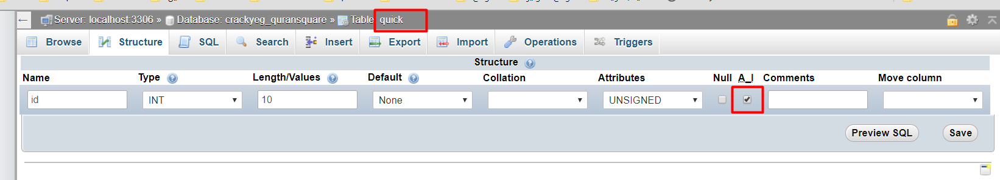 Server: localhost:3306 » Database: crackyeg_quransquare » Table: quick
Browse Structure SQL Search Insert Export Import Operations Triggers
Structure
Name Type Length/Values Default Collation Attributes Null A_I Comments Move column
id INT 10 None UNSIGNED
Preview SQL Save